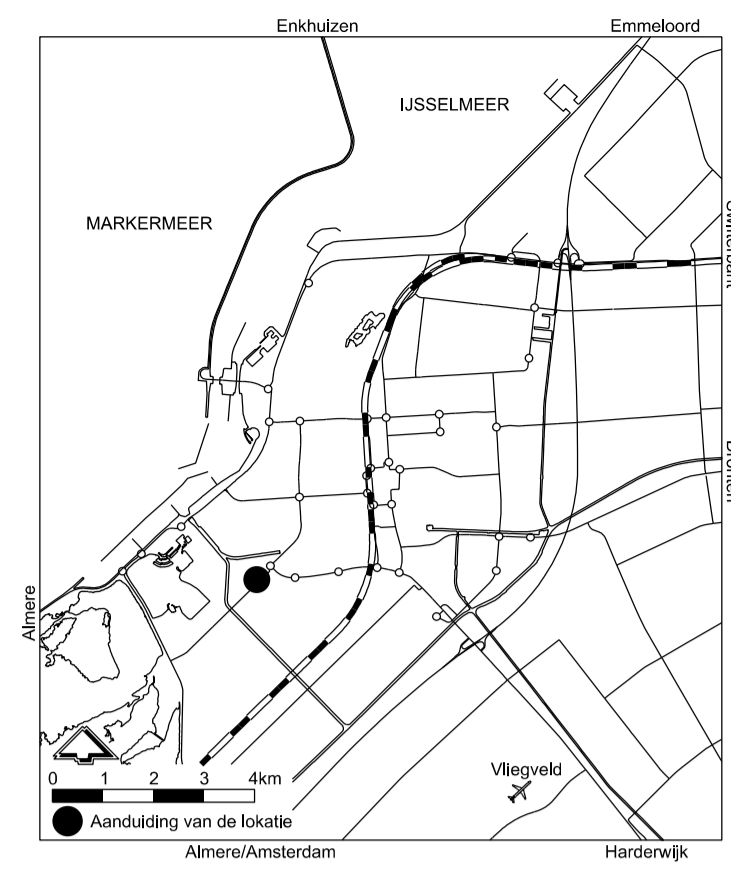 Enkhuizen
Emmeloord
IJSSELMEER
MARKERMEER
Swifterbant
Dronten
Almere
Vliegveld
0 1 2 3 4km
Aanduiding van de lokatie
Almere/Amsterdam
Harderwijk